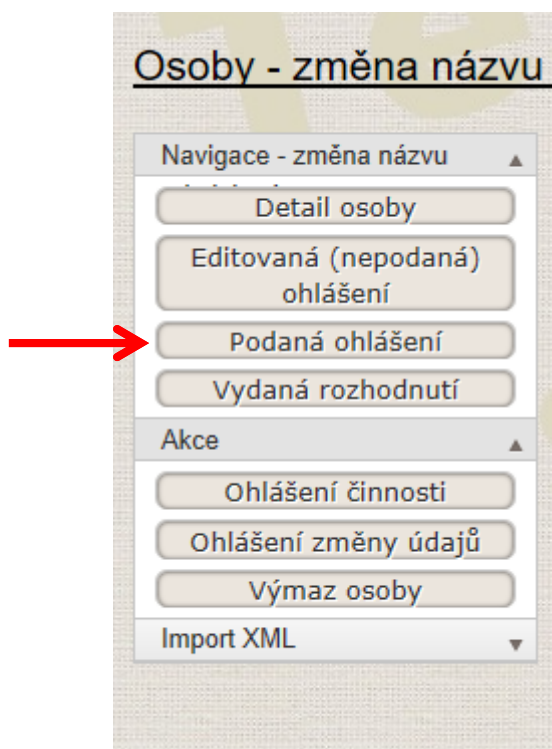 Osoby - změna názvu
Navigace - změna názvu
Detail osoby
Editovaná (nepodaná)
ohlášení
Podaná ohlášení
Vydaná rozhodnutí
Akce
Ohlášení činnosti
Ohlášení změny údajů
Výmaz osoby
Import XML